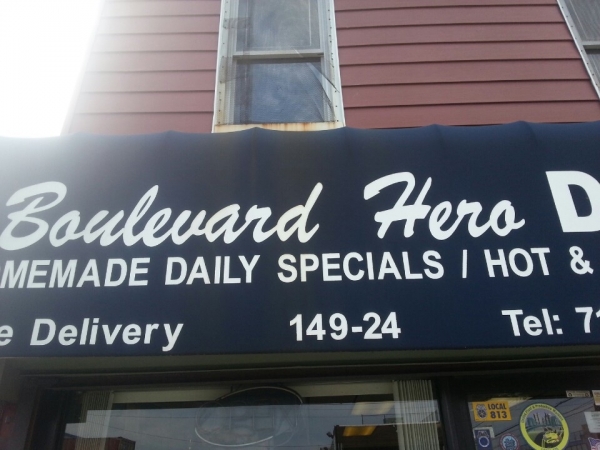 Boulevard Hero D
MEMADE DAILY SPECIALS / HOT &
e Delivery 149-24 Tel: 71
LOCAL
813